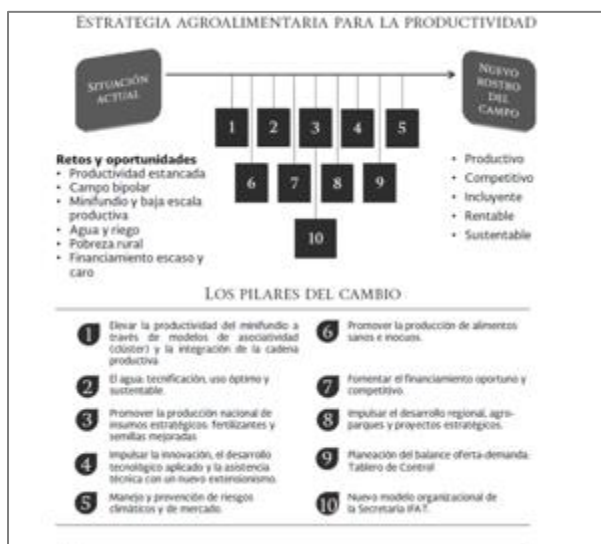 ESTRATEGIA AGROALIMENTARIA PARA LA PRODUCTIVIDAD
SITUACIÓN
ACTUAL
NUEVO
ROSTRO
DEL
CAMPO
1 2 3 4 5
6 7 8 9
10
Retos y oportunidades
• Productividad estancada
• Campo bipolar
• Minifundio y baja escala
productiva
• Agua y riego
• Pobreza rural
• Financiamiento escaso y
caro
• Productivo
• Competitivo
• Incluyente
• Rentable
• Sustentable
LOS PILARES DEL CAMBIO
1 Elevar la productividad del minifundio a
través de modelos de asociatividad
(clúster) y la integración de la cadena
productiva.
2 El agua: tecnificación, uso óptimo y
sustentable.
3 Promover la producción nacional de
insumos estratégicos: fertilizantes y
semillas mejoradas
4 Impulsar la innovación, el desarrollo
tecnológico aplicado y la asistencia
técnica con un nuevo extensionismo.
5 Manejo y prevención de riesgos
climáticos y de mercado.
6 Promover la producción de alimentos
sanos e inocuos.
7 Fomentar el financiamiento oportuno y
competitivo.
8 Impulsar el desarrollo regional, agro-
parques y proyectos estratégicos.
9 Planeación del balance oferta-demanda:
Tablero de Control
10 Nuevo modelo organizacional de
la Secretaría